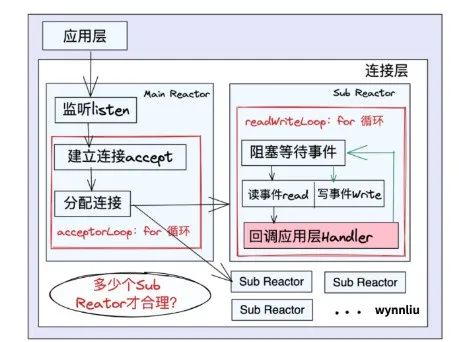 应用层
连接层
Main Reactor
监听listen
建立连接accept
分配连接
acceptorLoop: for 循环
Sub Reactor
readWriteLoop: for 循环
阻塞等待事件
读事件read
写事件Write
回调应用层Handler
多少个Sub
Reator才合理?
Sub Reactor
Sub Reactor
Sub Reactor
... wynnliu